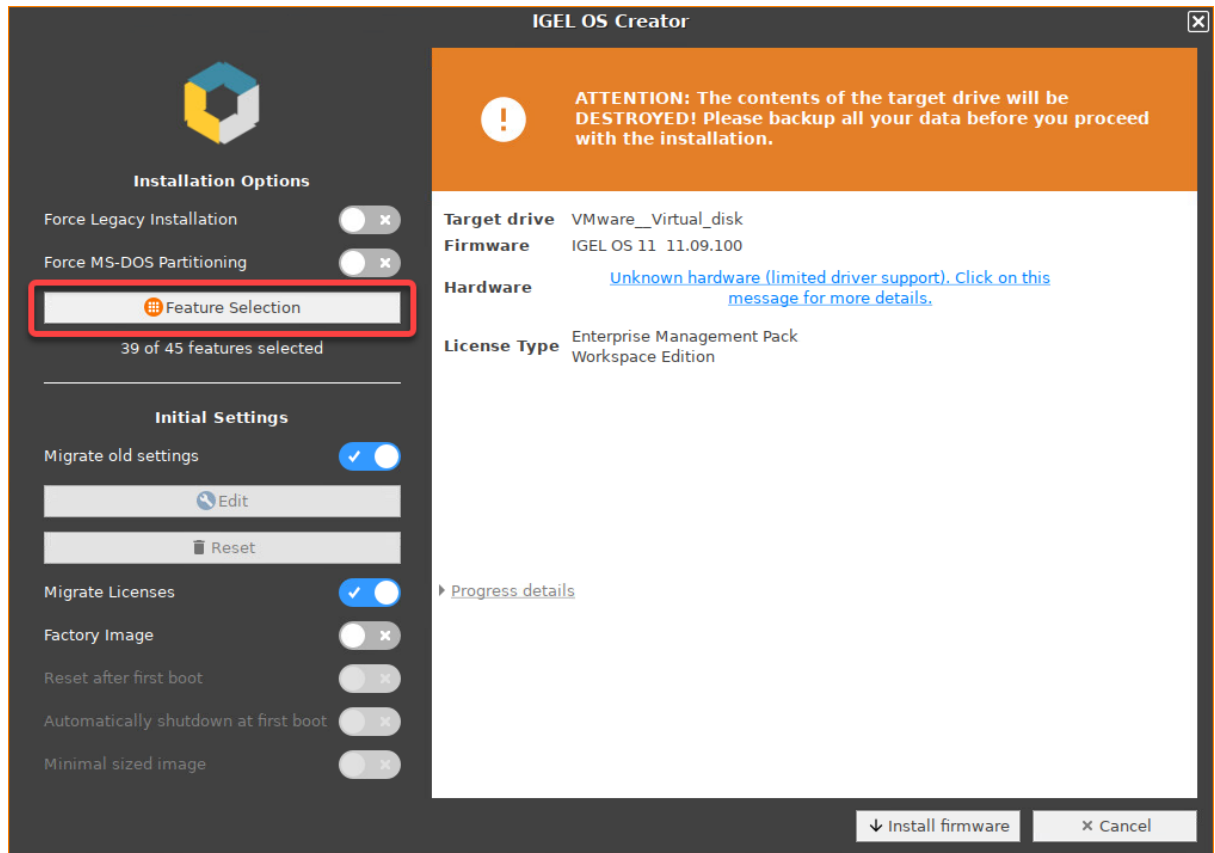 IGEL OS Creator
Installation Options
Force Legacy Installation
Force MS-DOS Partitioning
Feature Selection
39 of 45 features selected
Initial Settings
Migrate old settings
Edit
Reset
Migrate Licenses
Factory Image
Reset after first boot
Automatically shutdown at first boot
Minimal sized image
ATTENTION: The contents of the target drive will be
DESTROYED! Please backup all your data before you proceed
with the installation.
Target drive VMware__Virtual_disk
Firmware IGEL OS 11 11.09.100
Hardware Unknown hardware (limited driver support). Click on this
message for more details.
License Type Enterprise Management Pack
Workspace Edition
Progress details
Install firmware
Cancel